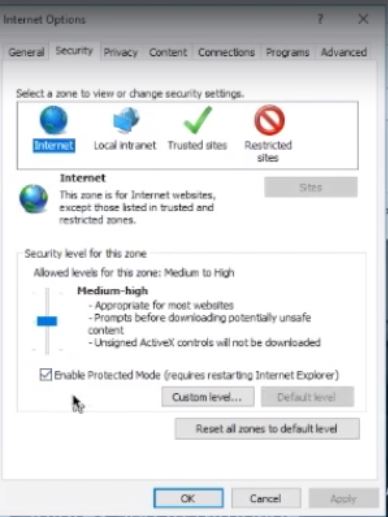 Internet Options
? X
General Security Privacy Content Connections Programs Advanced
Select a zone to view or change security settings.
Internet Local intranet Trusted sites Restricted
sites
Internet
Sites
This zone is for Internet websites,
except those listed in trusted and
restricted zones.
Security level for this zone
Allowed levels for this zone: Medium to High
Medium-high
- Appropriate for most websites
- Prompts before downloading potentially unsafe
content
- Unsigned ActiveX controls will not be downloaded
Enable Protected Mode (requires restarting Internet Explorer)
Custom level... Default level
Reset all zones to default level
OK Cancel Apply